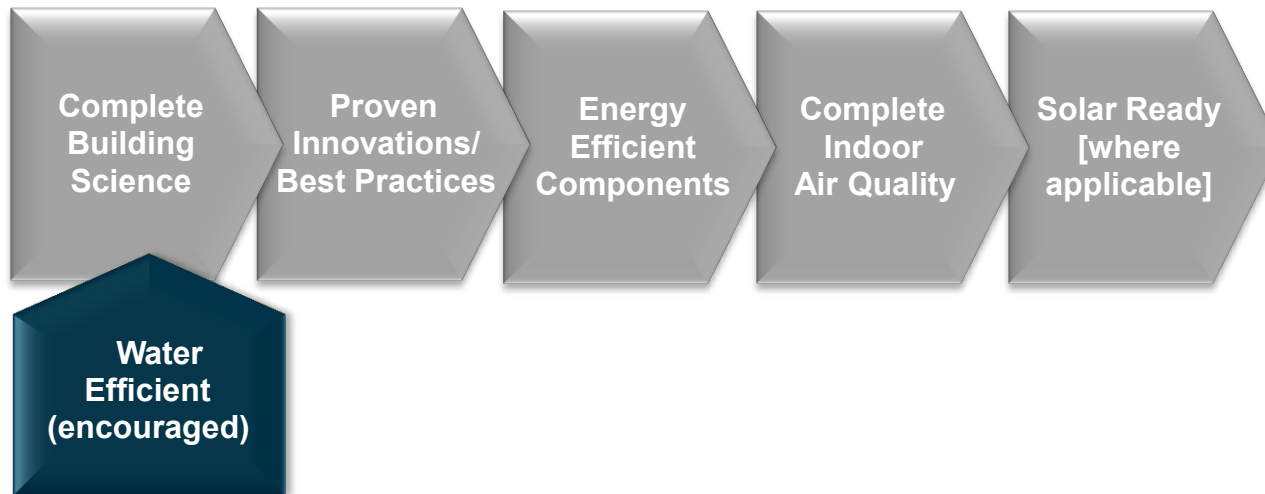 Complete
Building
Science
Proven
Innovations/
Best Practices
Energy
Efficient
Components
Complete
Indoor
Air Quality
Solar Ready
[where
applicable]
Water
Efficient
(encouraged)